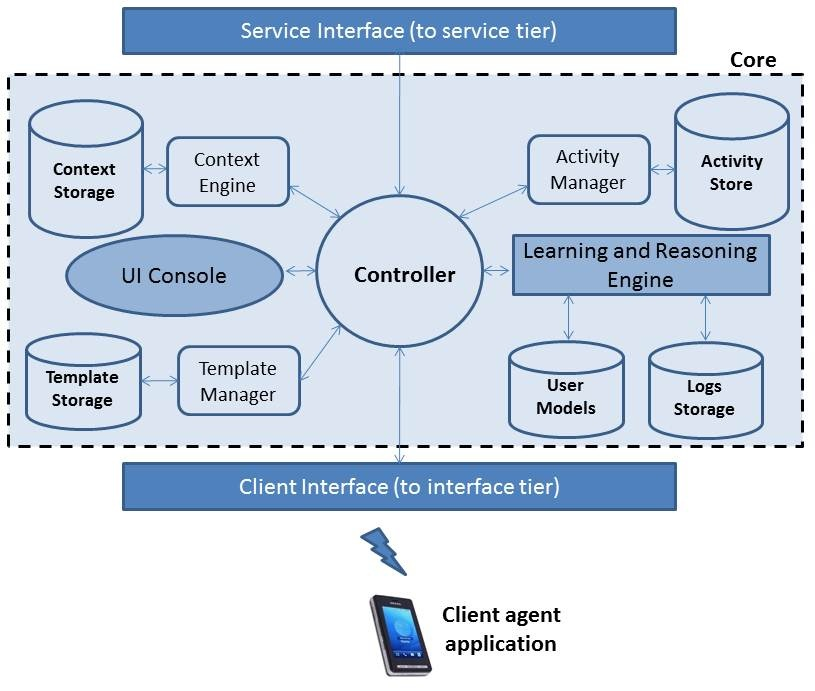 Service Interface (to service tier)
Core
Context
Storage
Context
Engine
Activity
Manager
Activity
Store
UI Console
Controller
Learning and Reasoning
Engine
Template
Storage
Template
Manager
User
Models
Logs
Storage
Client Interface (to interface tier)
Client agent
application